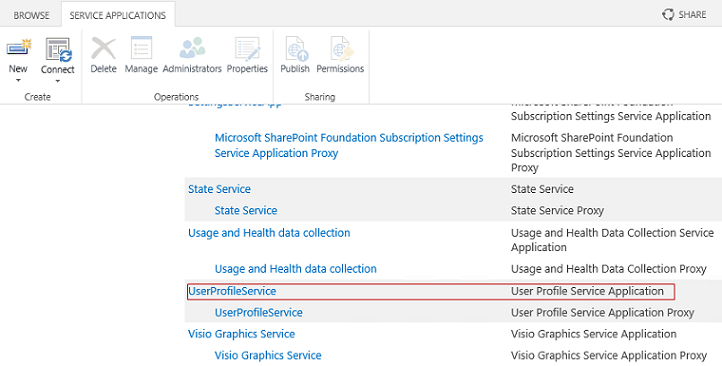 BROWSE SERVICE APPLICATIONS SHARE
New Connect Delete Manage Administrators Properties Publish Permissions
Create Operations Sharing
SettingsServiceApp Microsoft SharePoint Foundation
Subscription Settings Service Application
Microsoft SharePoint Foundation Subscription Settings Microsoft SharePoint Foundation
Service Application Proxy Subscription Settings Service Application
Proxy
State Service State Service
State Service State Service Proxy
Usage and Health data collection Usage and Health Data Collection Service
Application
Usage and Health data collection Usage and Health Data Collection Proxy
UserProfileService User Profile Service Application
UserProfileService User Profile Service Application Proxy
Visio Graphics Service Visio Graphics Service Application
Visio Graphics Service Visio Graphics Service Application Proxy